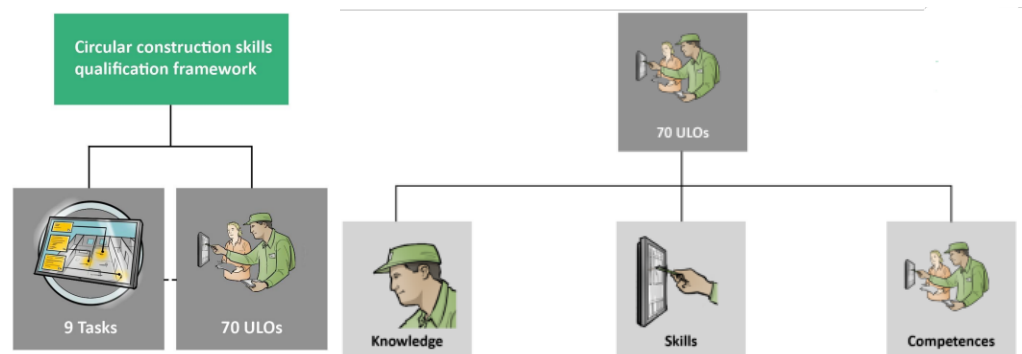 Circular construction skills
qualification framework
9 Tasks
70 ULOs
70 ULOs
Knowledge
Skills
Competences